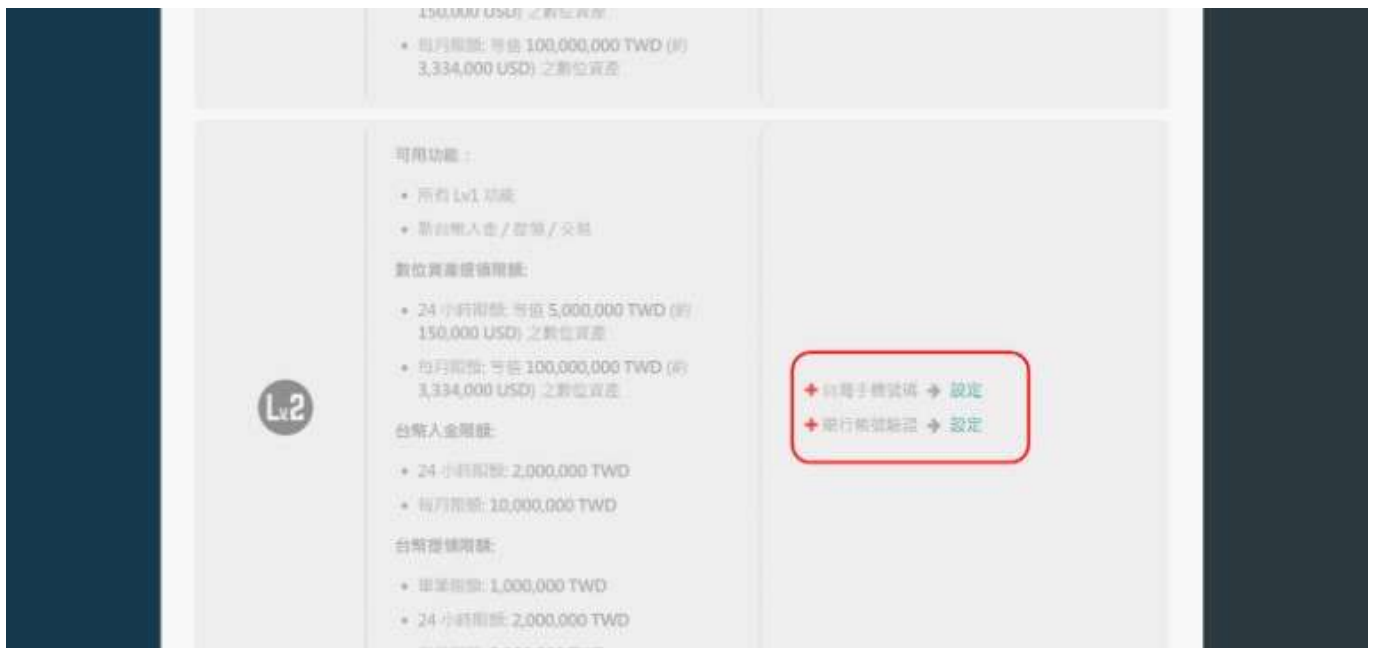 150,000 USD) 之數位資產
• 每月限額: 等值 100,000,000 TWD (約
3,334,000 USD) 之數位資產
Lv.2
可用功能：
• 所有 Lv1 功能
• 新台幣入金 / 提領 / 交易
數位資產提領限額:
• 24 小時限額: 等值 5,000,000 TWD (約
150,000 USD) 之數位資產
• 每月限額: 等值 100,000,000 TWD (約
3,334,000 USD) 之數位資產
台幣入金限額:
• 24 小時限額: 2,000,000 TWD
• 每月限額: 10,000,000 TWD
台幣提領限額:
• 單筆限額: 1,000,000 TWD
• 24 小時限額: 2,000,000 TWD
手機號碼 → 設定
銀行帳號驗證 → 設定